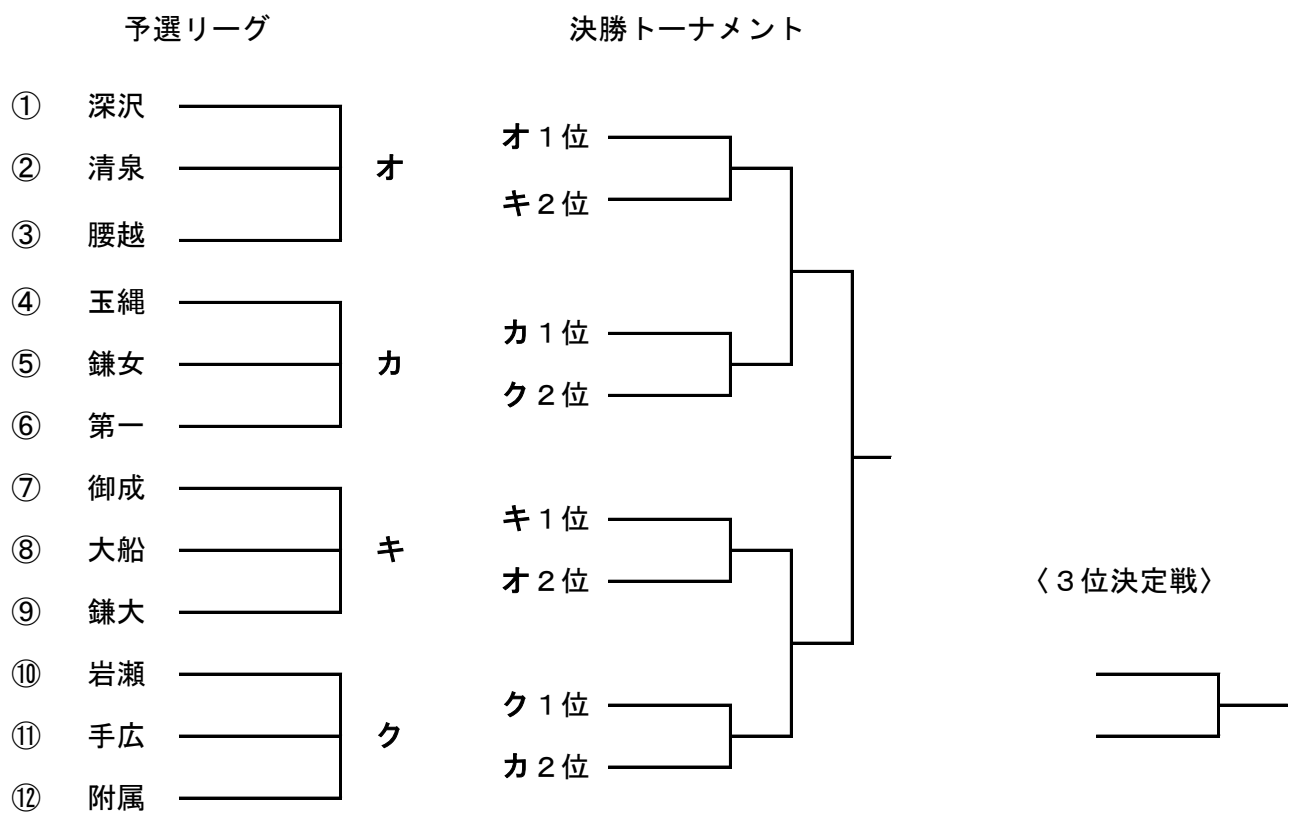 予選リーグ
決勝トーナメント
① 深沢
② 清泉
③ 腰越
オ
④ 玉縄
⑤ 鎌女
⑥ 第一
カ
⑦ 御成
⑧ 大船
⑨ 鎌大
キ
⑩ 岩瀬
⑪ 手広
⑫ 附属
ク
オ１位
キ２位
カ１位
ク２位
キ１位
オ２位
ク１位
カ２位
〈３位決定戦〉